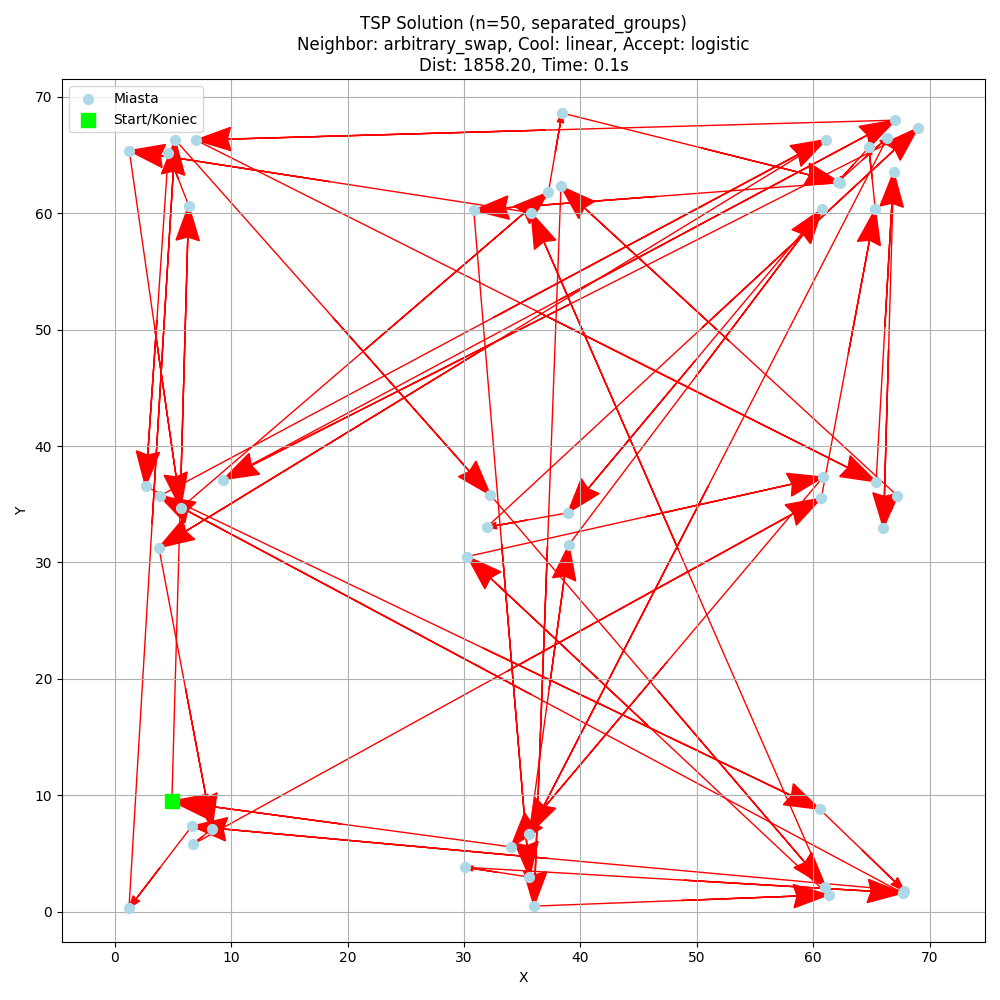 TSP Solution (n=50, separated_groups)
Neighbor: arbitrary_swap, Cool: linear, Accept: logistic
Dist: 1858.20, Time: 0.1s
Miasta
Start/Koniec
70
60
50
40
30
20
10
0
Y
0 10 20 30 40 50 60 70
X